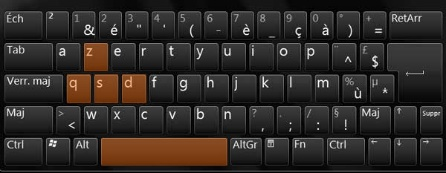 Éch ² 1 & 2 é 3 " 4 ' 5 ( 6 - 7 è 8 _ 9 ç 0 à ° ) + = RetArr
Tab a z e r t y u i o p ¨ ^ £ $
Verr. maj q s d f g h j k l m % ù µ *
Maj > < w x c v b n ? , . ; / : § ! Maj ↑ Suppr
Ctrl Alt AltGr Fn Ctrl ← ↓ →